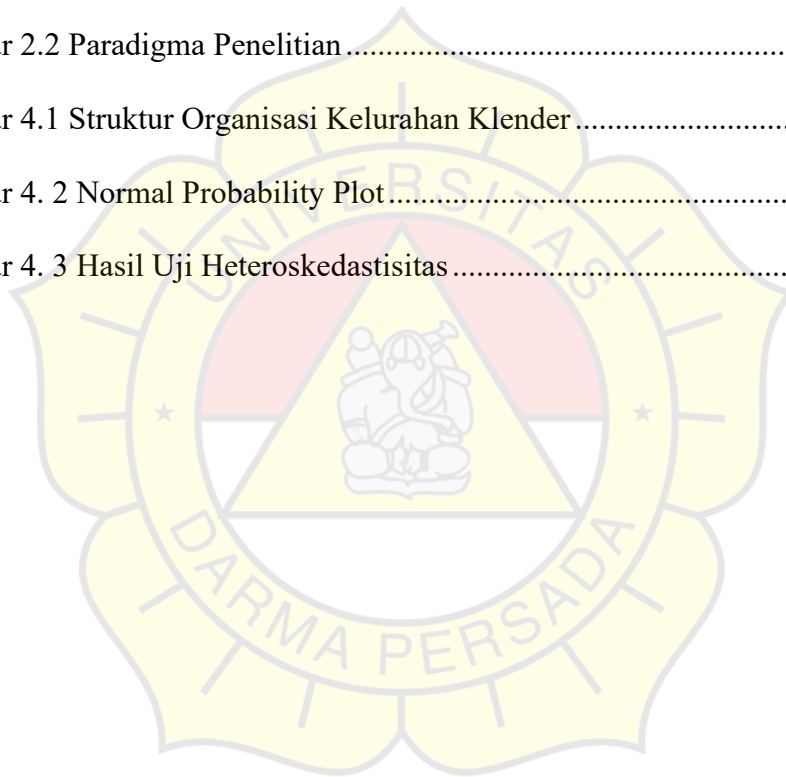 r 2.2 Paradigma Penelitian........................................................
r 4.1 Struktur Organisasi Kelurahan Klender...........................
r 4. 2 Normal Probability Plot...................................................
r 4. 3 Hasil Uji Heteroskedastisitas...........................................
UNIVERSITAS
DARMA PERSADA